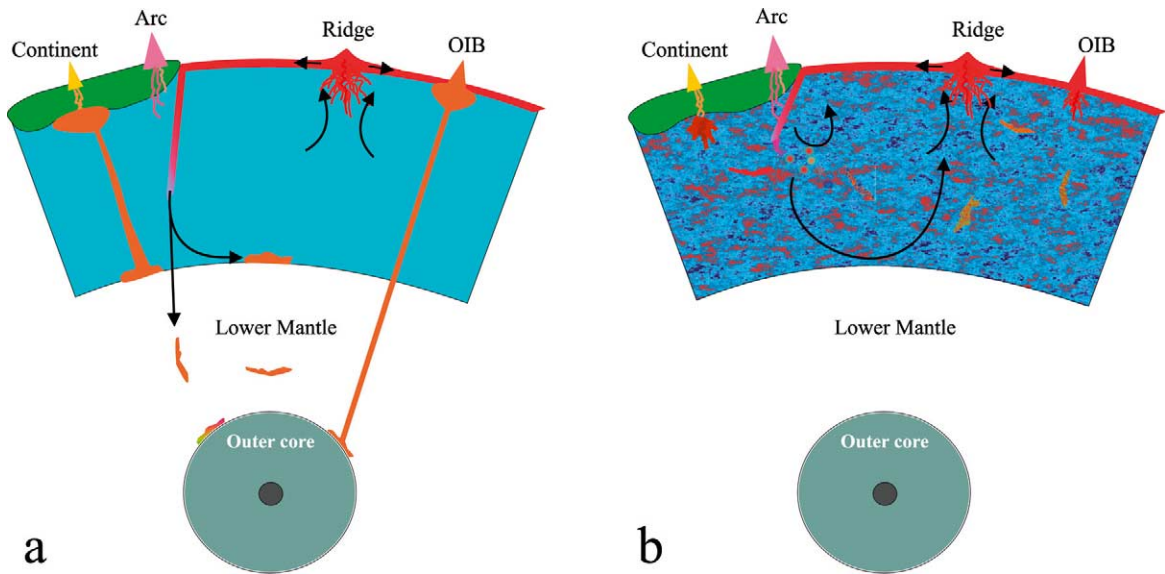 Continent
Arc
Ridge
OIB
Lower Mantle
Outer core
a
Continent
Arc
Ridge
OIB
Lower Mantle
Outer core
b